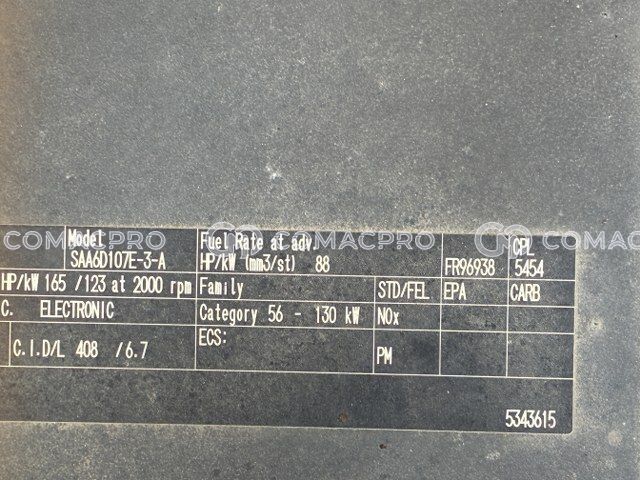 Model
SAA6D107E-3-A
Fuel Rate at adv.
HP/kW (mm3/st) 88
FR96938
CPL
5454
HP/kW 165 /123 at 2000 rpm
Family
STD/FEL
EPA
CARB
C. ELECTRONIC
Category 56 - 130 kW
NOx
C.I.D/L 408 /6.7
ECS:
PM
5343615
COMACPRO
COMACPRO